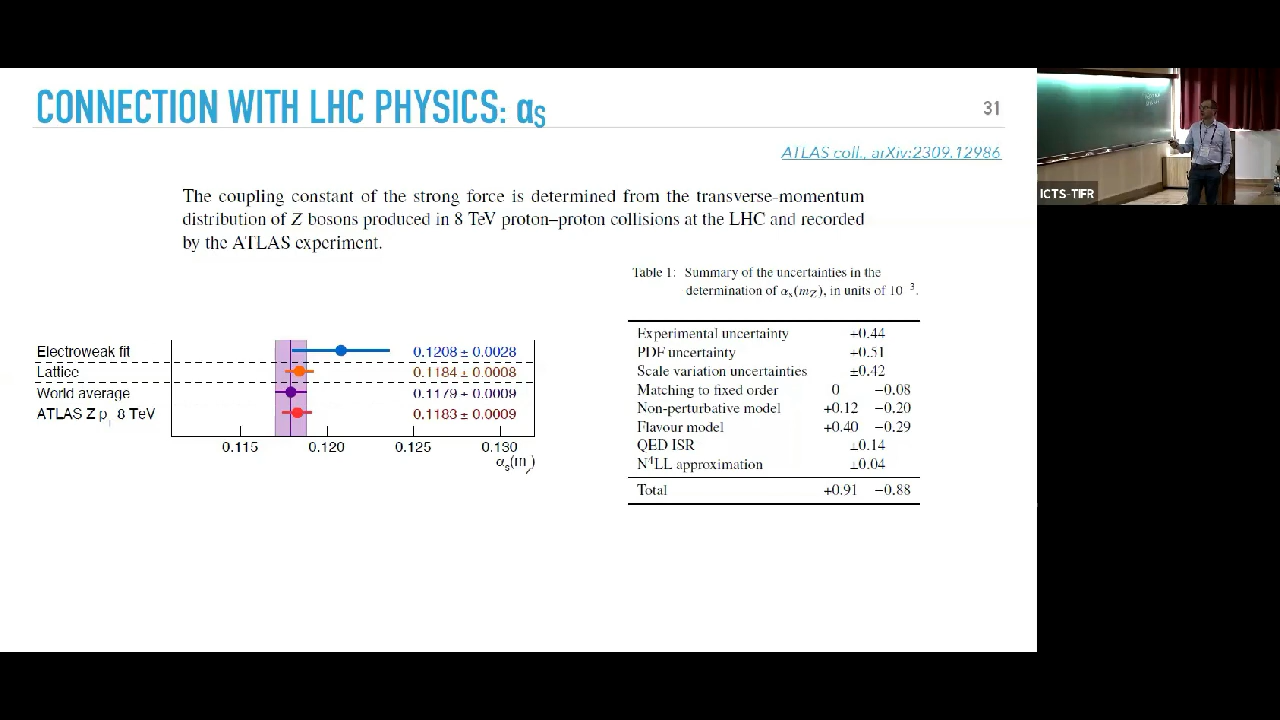 CONNECTION WITH LHC PHYSICS: αS
31
ATLAS coll., arXiv:2309.12986
The coupling constant of the strong force is determined from the transverse-momentum
distribution of Z bosons produced in 8 TeV proton–proton collisions at the LHC and recorded
by the ATLAS experiment.
Table 1: Summary of the uncertainties in the
determination of αs(mZ), in units of 10−3.
Experimental uncertainty ±0.44
PDF uncertainty ±0.51
Scale variation uncertainties ±0.42
Matching to fixed order 0 −0.08
Non-perturbative model +0.12 −0.20
Flavour model +0.40 −0.29
QED ISR ±0.14
N4LL approximation ±0.04
Total +0.91 −0.88
Electroweak fit 0.1208 ± 0.0028
Lattice 0.1184 ± 0.0008
World average 0.1179 ± 0.0009
ATLAS Z pT 8 TeV 0.1183 ± 0.0009
0.115 0.120 0.125 0.130
αs(mZ)
ICTS-TIFR